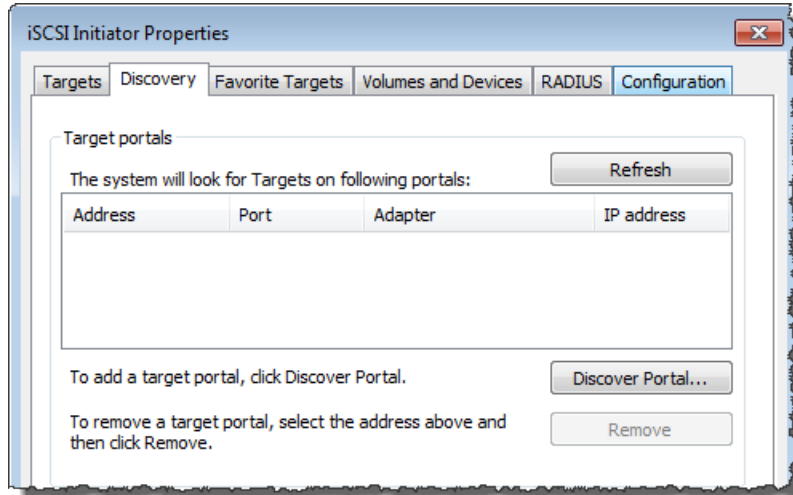 iSCSI Initiator Properties
Targets Discovery Favorite Targets Volumes and Devices RADIUS Configuration
Target portals
The system will look for Targets on following portals: Refresh
Address Port Adapter IP address
To add a target portal, click Discover Portal. Discover Portal...
To remove a target portal, select the address above and
then click Remove. Remove